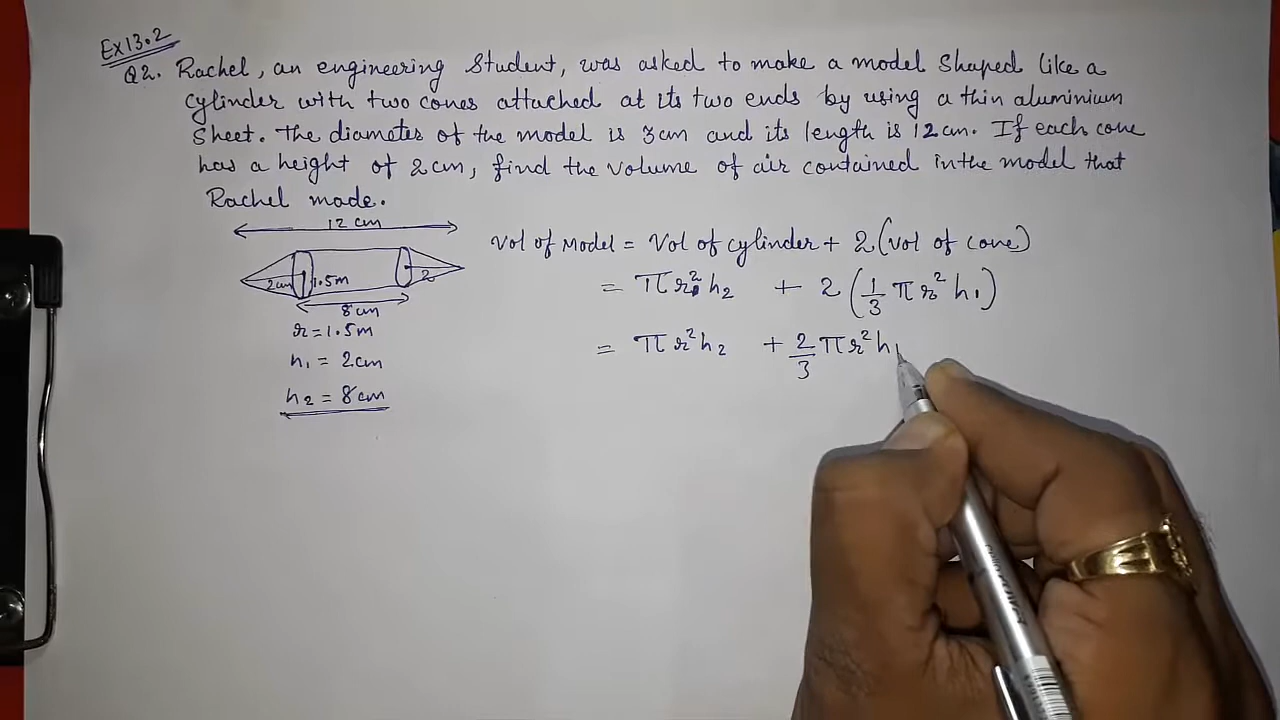 Ex 13.2
Q2. Rachel, an engineering Student, was asked to make a model shaped like a
cylinder with two cones attached at its two ends by using a thin aluminium
Sheet. The diameter of the model is 3cm and its length is 12 cm. If each cone
has a height of 2cm, find the volume of air contained in the model that
Rachel made.
12 cm
2cm 1.5m 2
8cm
r = 1.5m
h₁ = 2cm
h₂ = 8cm
Vol of Model = Vol of cylinder + 2(vol of cone)
= πr²h₂ + 2(1/3 πr²h₁)
= πr²h₂ + 2/3 πr²h₁